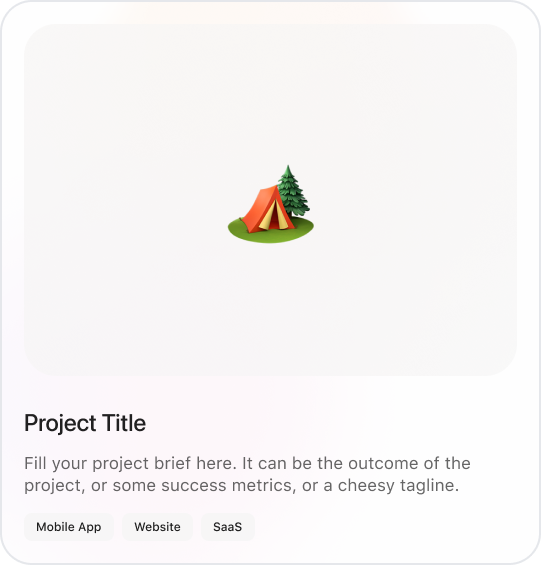 Project Title
Fill your project brief here. It can be the outcome of the
project, or some success metrics, or a cheesy tagline.
Mobile App Website SaaS